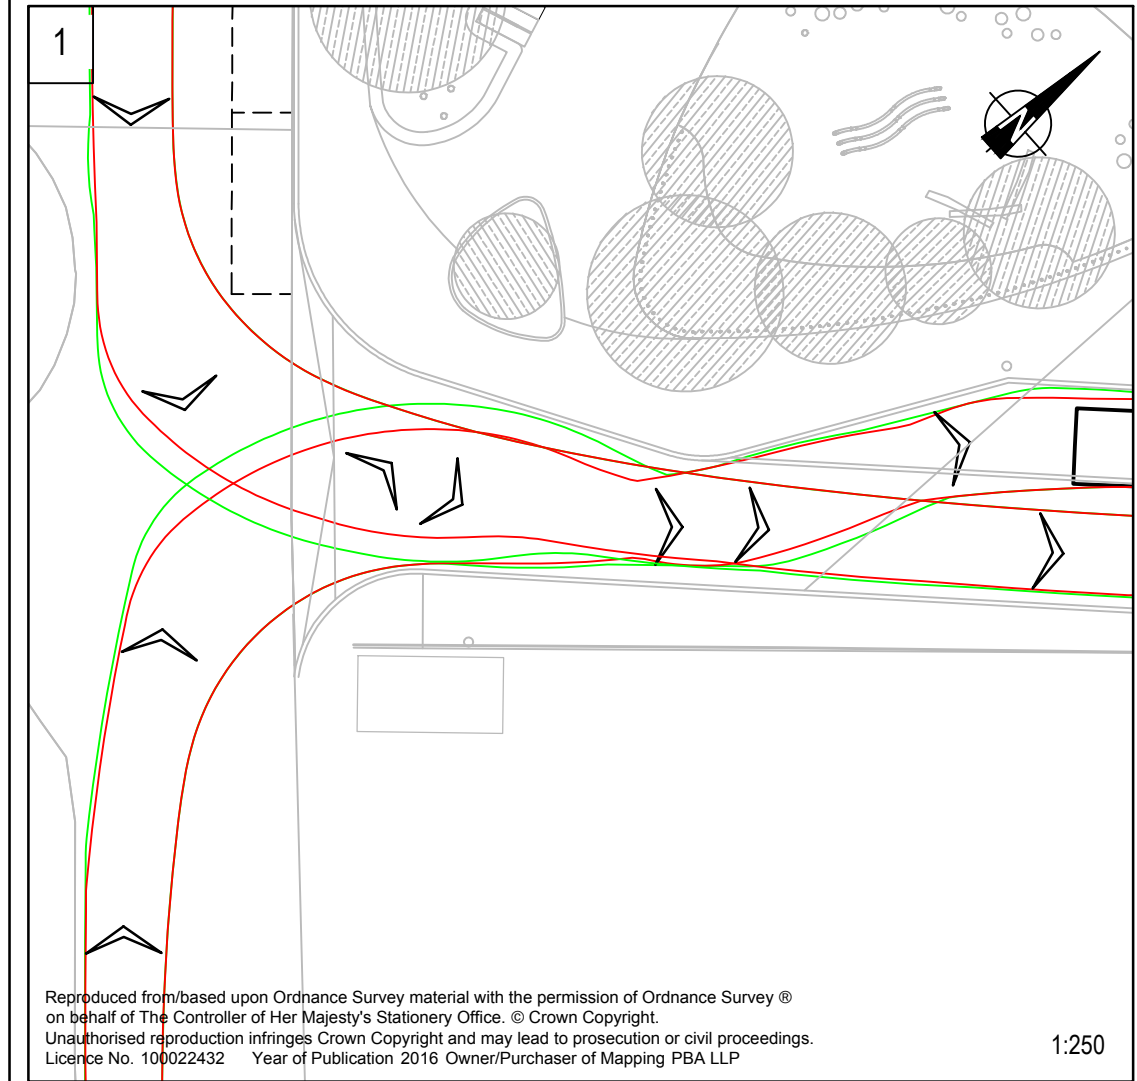 1
N
Reproduced from/based upon Ordnance Survey material with the permission of Ordnance Survey ®
on behalf of The Controller of Her Majesty's Stationery Office. © Crown Copyright.
Unauthorised reproduction infringes Crown Copyright and may lead to prosecution or civil proceedings.
Licence No. 100022432 Year of Publication 2016 Owner/Purchaser of Mapping PBA LLP
1:250